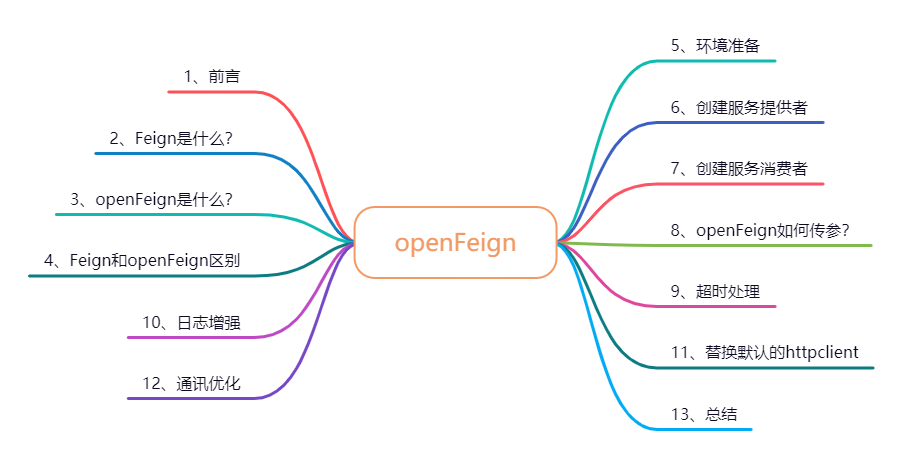 openFeign
1、前言
2、Feign是什么?
3、openFeign是什么?
4、Feign和openFeign区别
10、日志增强
12、通讯优化
5、环境准备
6、创建服务提供者
7、创建服务消费者
8、openFeign如何传参?
9、超时处理
11、替换默认的httpclient
13、总结